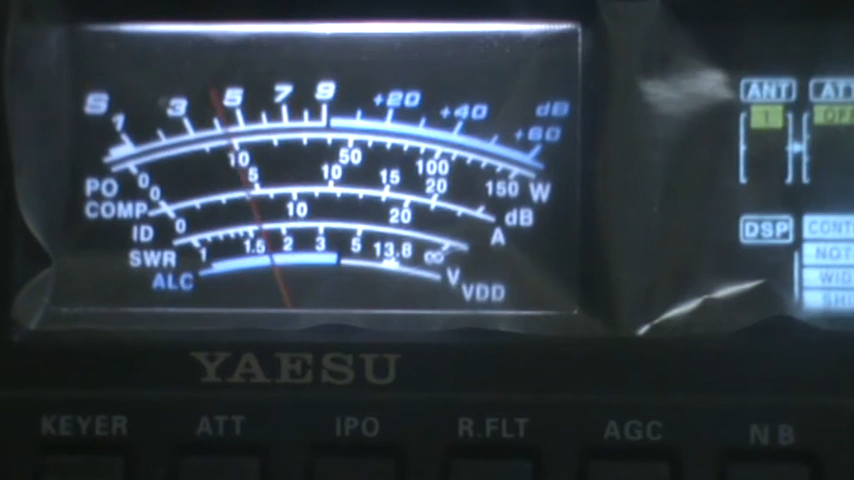 S 1 3 5 7 9 +20 +40 +60 dB
PO 0 10 50 100 150 W
COMP 0 5 10 15 20 dB
ID 0 10 20 A
SWR 1 1.5 2 3 5 13.8 ∞ V
ALC VDD
ANT
1
DSP
YAESU
KEYER ATT IPO R.FLT AGC NB